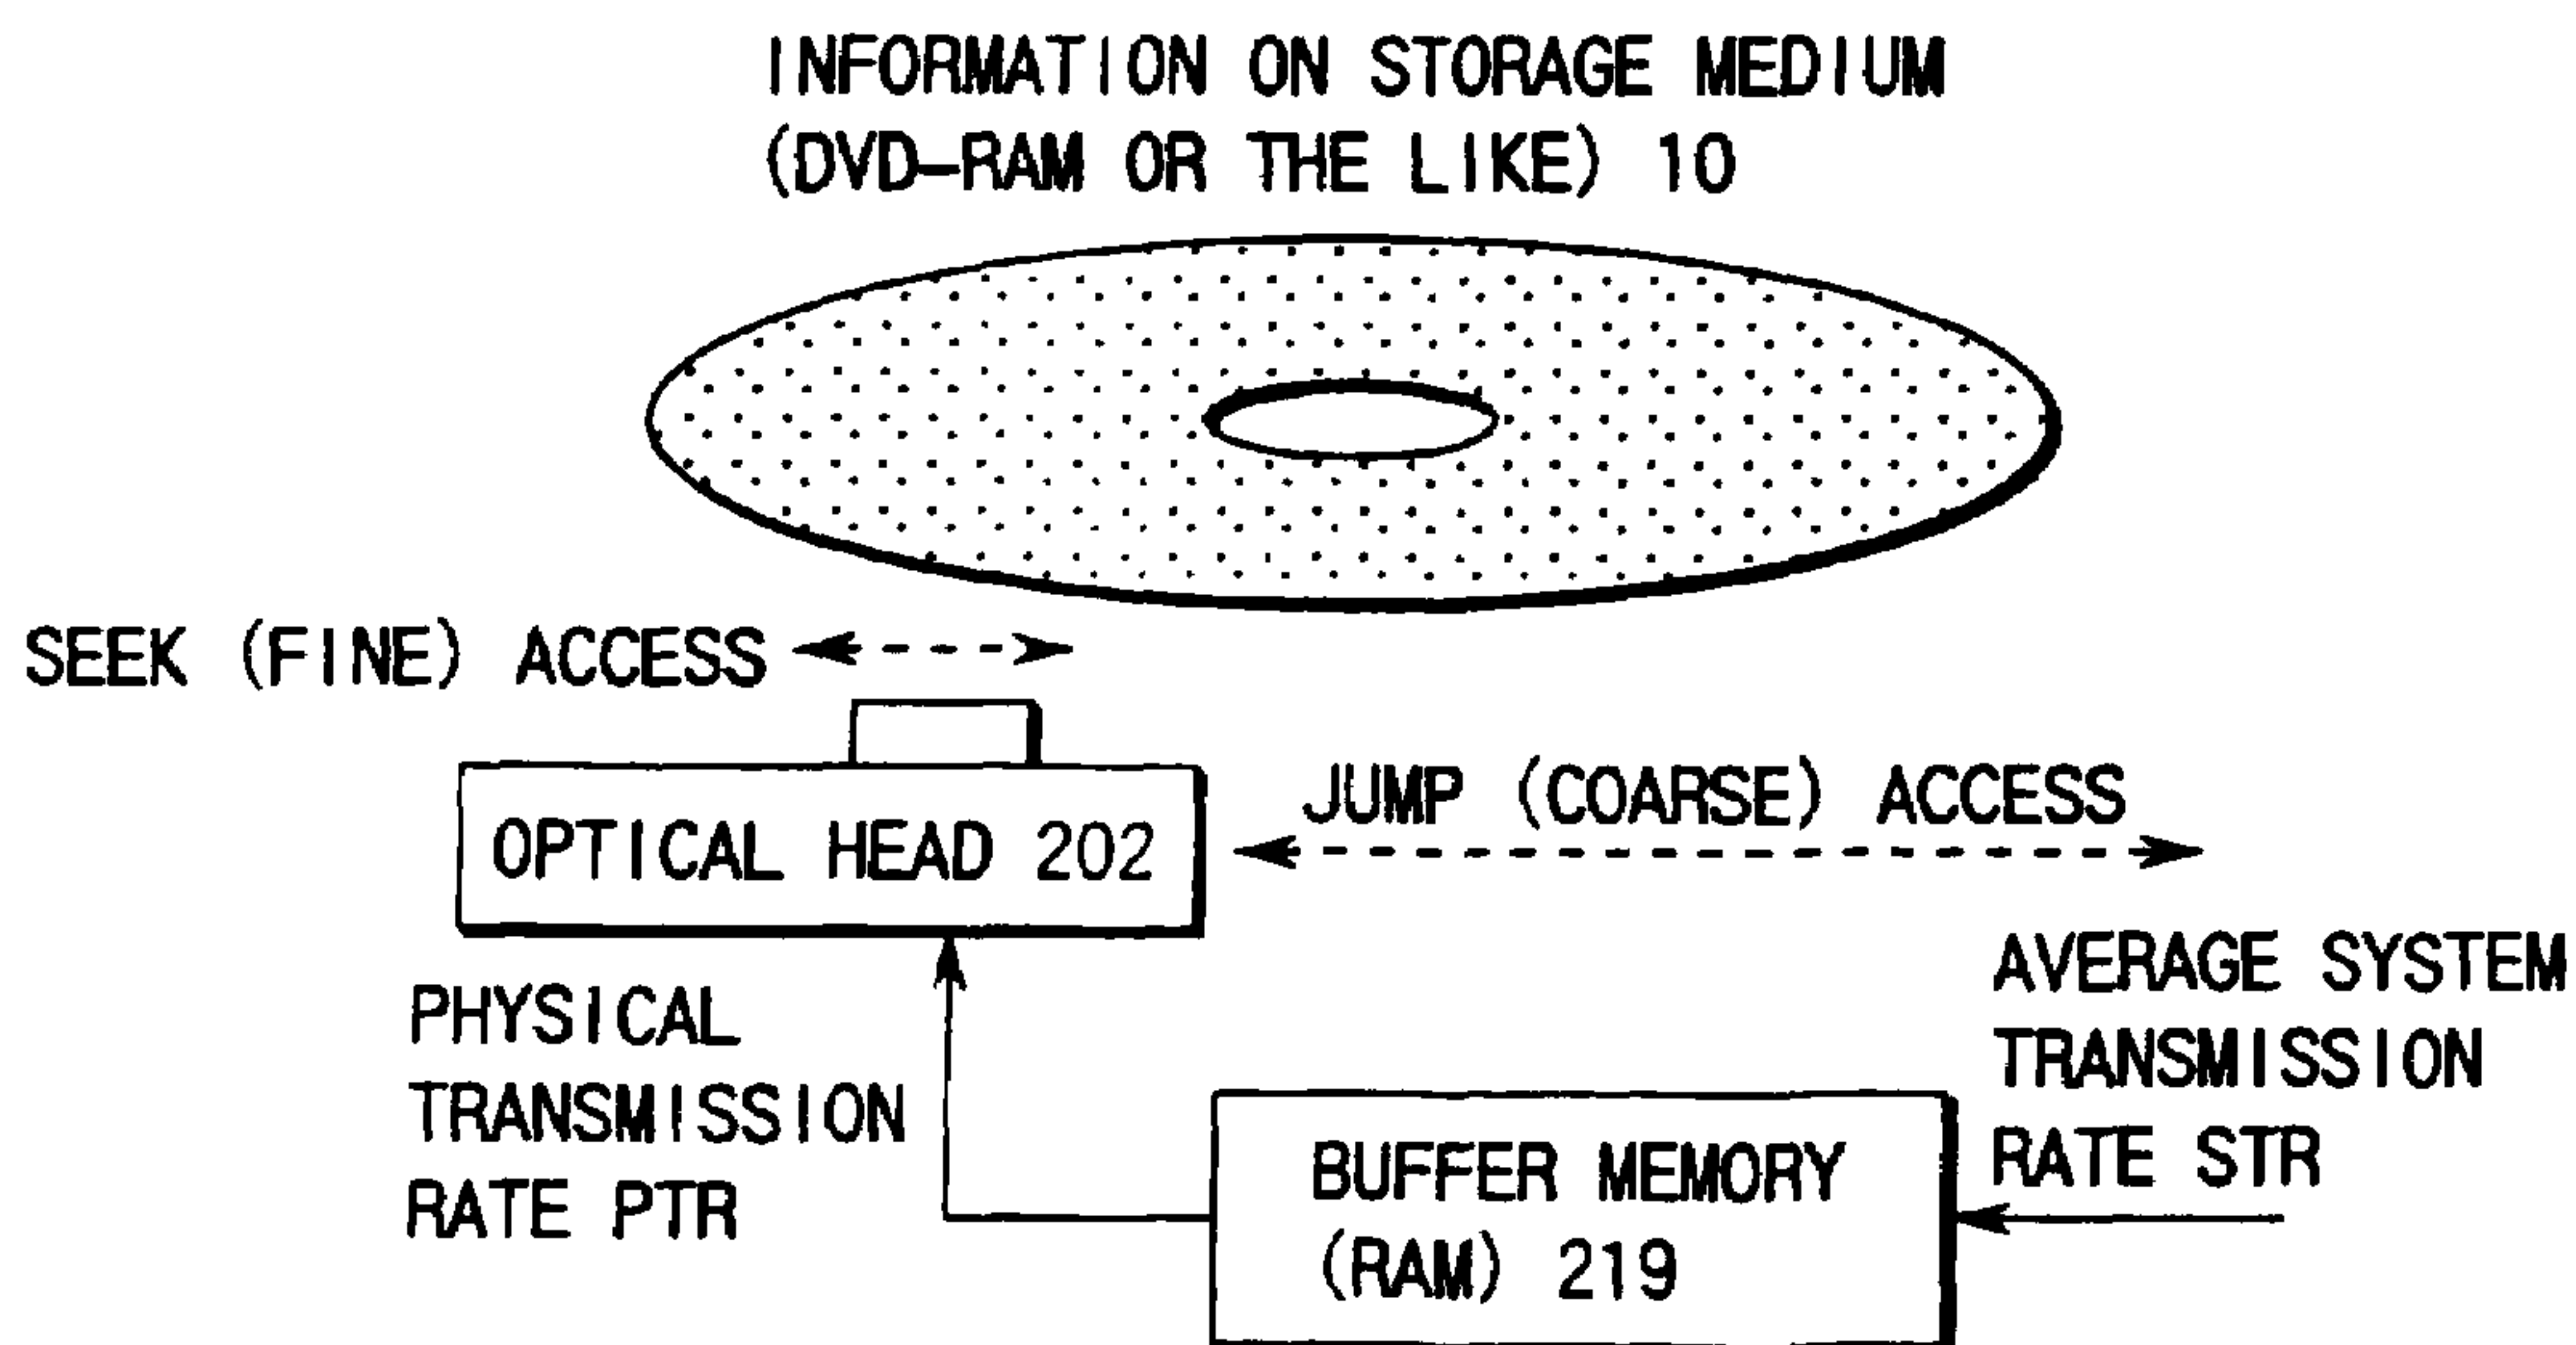 INFORMATION ON STORAGE MEDIUM
(DVD-RAM OR THE LIKE) 10
SEEK (FINE) ACCESS
JUMP (COARSE) ACCESS
OPTICAL HEAD 202
PHYSICAL
TRANSMISSION
RATE PTR
AVERAGE SYSTEM
TRANSMISSION
RATE STR
BUFFER MEMORY
(RAM) 219